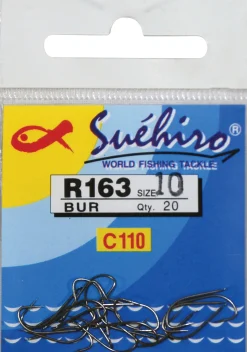 Suéhiro®
WORLD FISHING TACKLE
R163 SIZE 10
BUR Qty. 20
C110